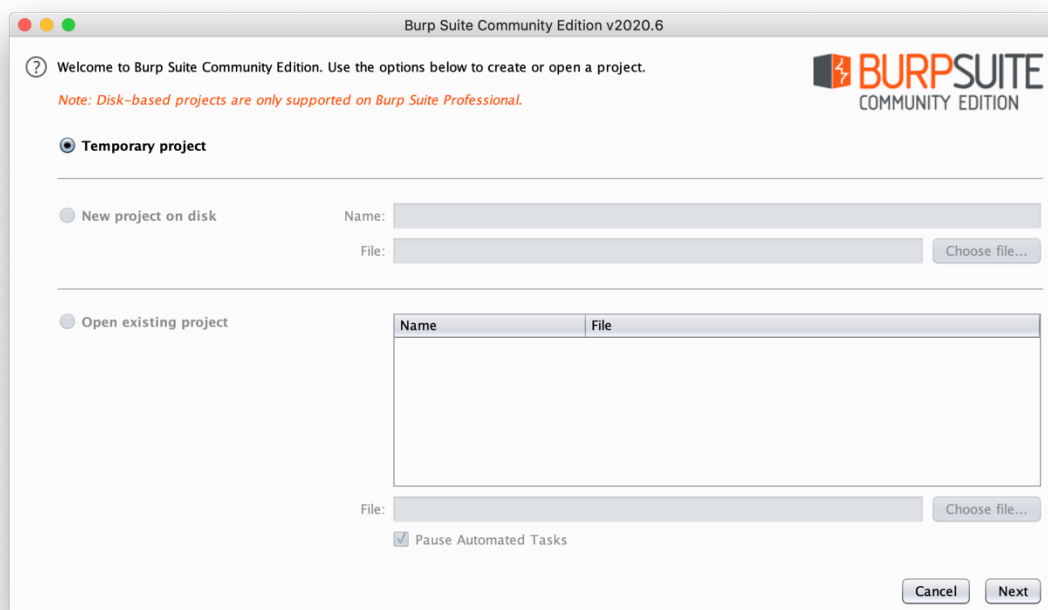 Burp Suite Community Edition v2020.6
? Welcome to Burp Suite Community Edition. Use the options below to create or open a project.
BURPSUITE
COMMUNITY EDITION
Note: Disk-based projects are only supported on Burp Suite Professional.
Temporary project
New project on disk Name:
File: Choose file...
Open existing project Name File
File: Choose file...
Pause Automated Tasks
Cancel Next